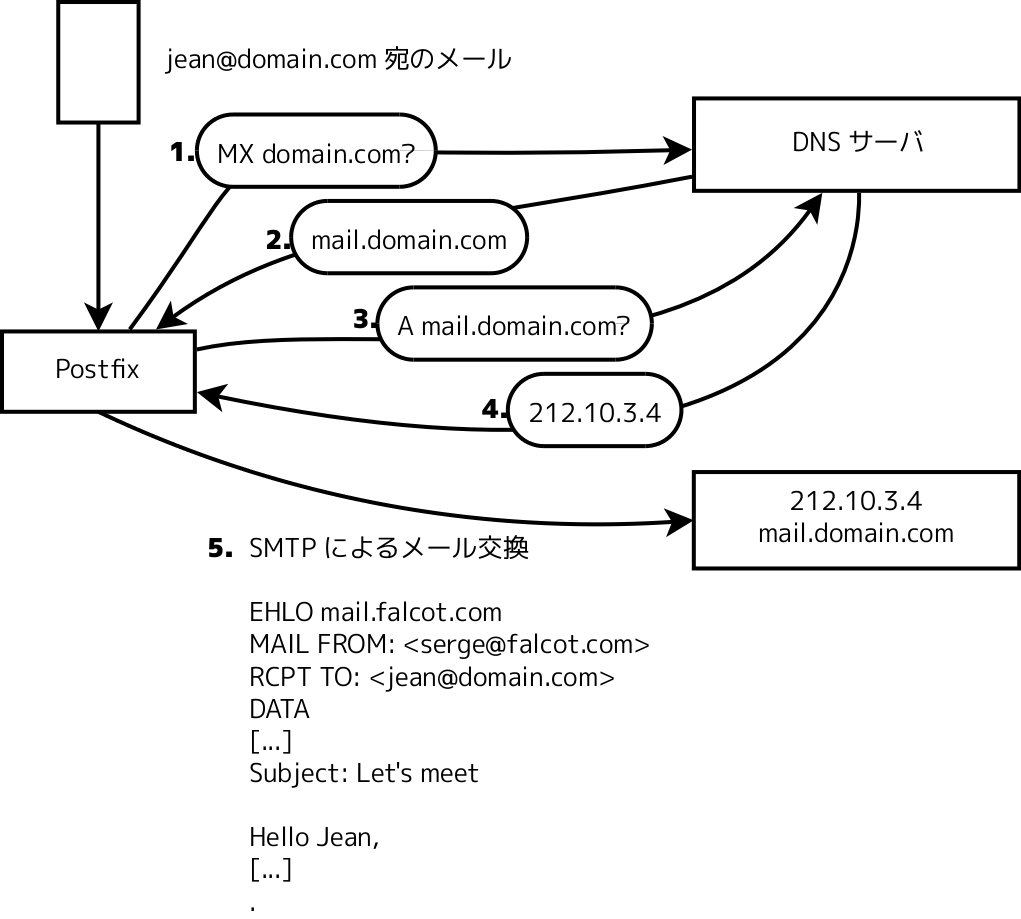 jean@domain.com 宛のメール
1. MX domain.com?
DNS サーバ
2. mail.domain.com
3. A mail.domain.com?
Postfix
4. 212.10.3.4
212.10.3.4
mail.domain.com
5. SMTP によるメール交換
EHLO mail.falcot.com
MAIL FROM: <serge@falcot.com>
RCPT TO: <jean@domain.com>
DATA
[...]
Subject: Let's meet
Hello Jean,
[...]
.